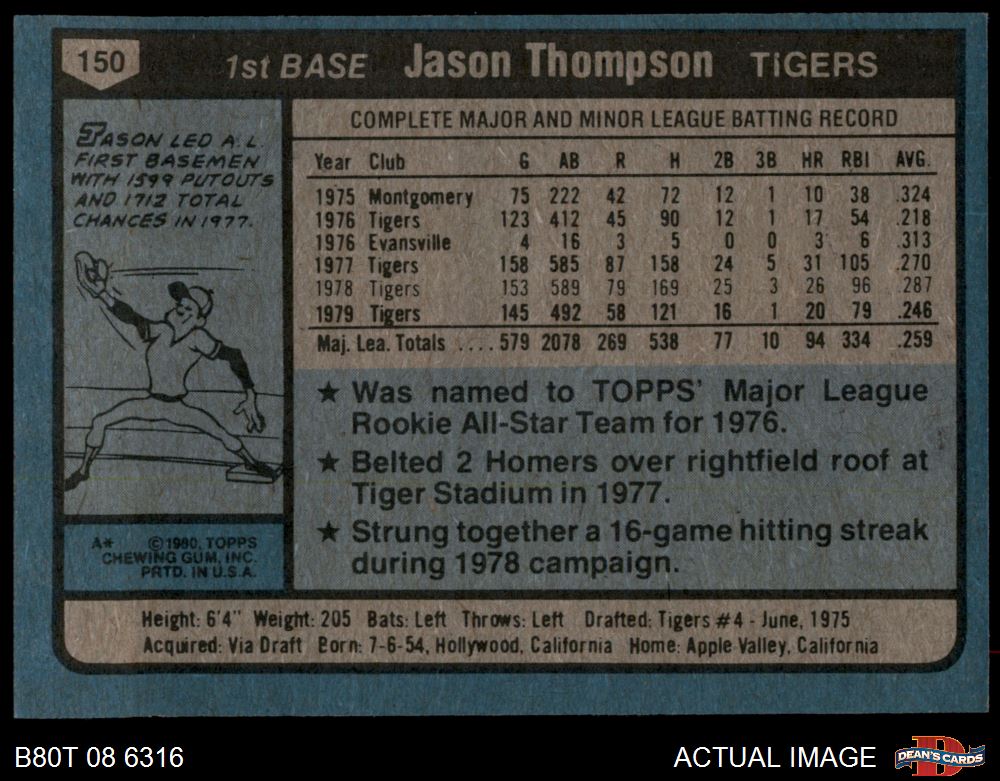 150 1st BASE Jason Thompson TIGERS
JASON LED A.L.
FIRST BASEMEN
WITH 1599 PUTOUTS
AND 1712 TOTAL
CHANCES IN 1977.
A* ©1980, TOPPS
CHEWING GUM, INC.
PRTD. IN U.S.A.
COMPLETE MAJOR AND MINOR LEAGUE BATTING RECORD
Year Club G AB R H 2B 3B HR RBI AVG.
1975 Montgomery 75 222 42 72 12 1 10 38 .324
1976 Tigers 123 412 45 90 12 1 17 54 .218
1976 Evansville 4 16 3 5 0 0 3 6 .313
1977 Tigers 158 585 87 158 24 5 31 105 .270
1978 Tigers 153 589 79 169 25 3 26 96 .287
1979 Tigers 145 492 58 121 16 1 20 79 .246
Maj. Lea. Totals .... 579 2078 269 538 77 10 94 334 .259
★ Was named to TOPPS' Major League
Rookie All-Star Team for 1976.
★ Belted 2 Homers over rightfield roof at
Tiger Stadium in 1977.
★ Strung together a 16-game hitting streak
during 1978 campaign.
Height: 6'4" Weight: 205 Bats: Left Throws: Left Drafted: Tigers #4 - June, 1975
Acquired: Via Draft Born: 7-6-54, Hollywood, California Home: Apple Valley, California
B80T 08 6316 ACTUAL IMAGE DEAN'S CARDS